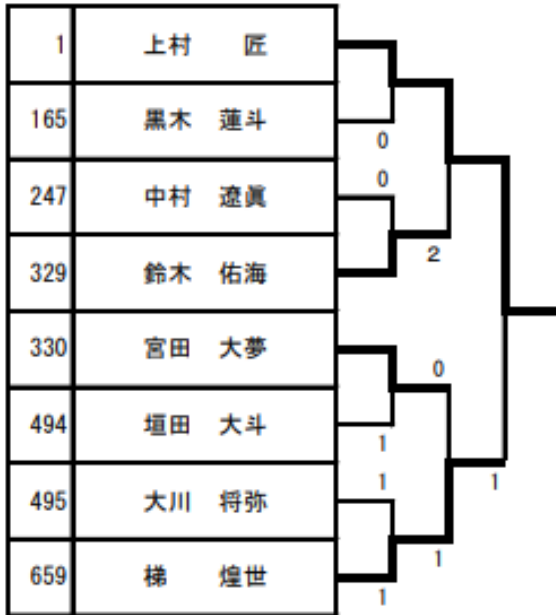 1 上村 匠
165 黒木 蓮斗
0
247 中村 遼眞
0
329 鈴木 佑海
2
330 宮田 大夢
0
494 垣田 大斗
1
495 大川 将弥
1
1
659 梯 煌世
1
1